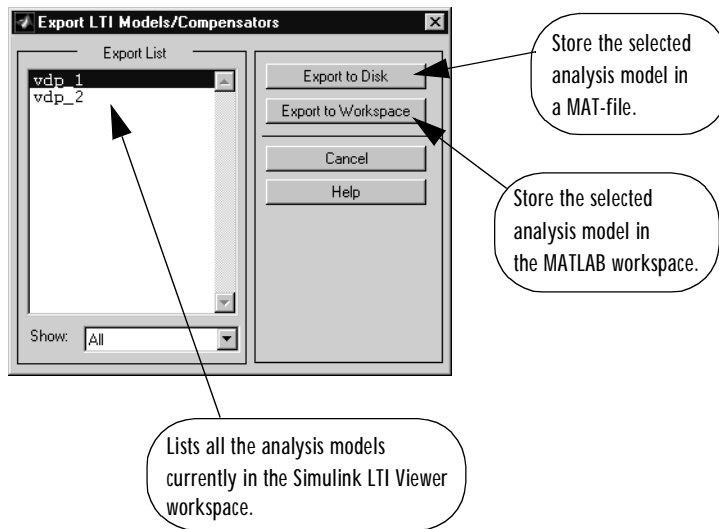 Export LTI Models/Compensators
Export List
vdp_1
vdp_2
Show:
All
Export to Disk
Export to Workspace
Cancel
Help
Store the selected
analysis model in
a MAT-file.
Store the selected
analysis model in
the MATLAB workspace.
Lists all the analysis models
currently in the Simulink LTI Viewer
workspace.